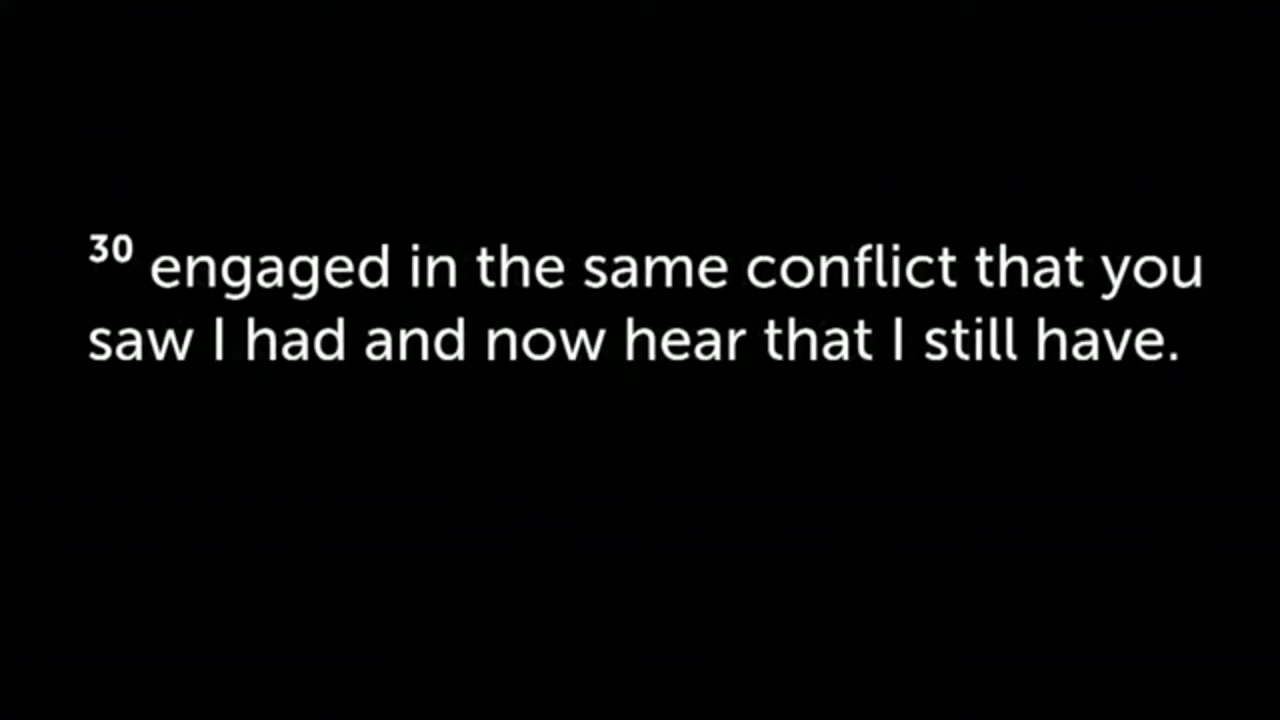 30 engaged in the same conflict that you
saw I had and now hear that I still have.